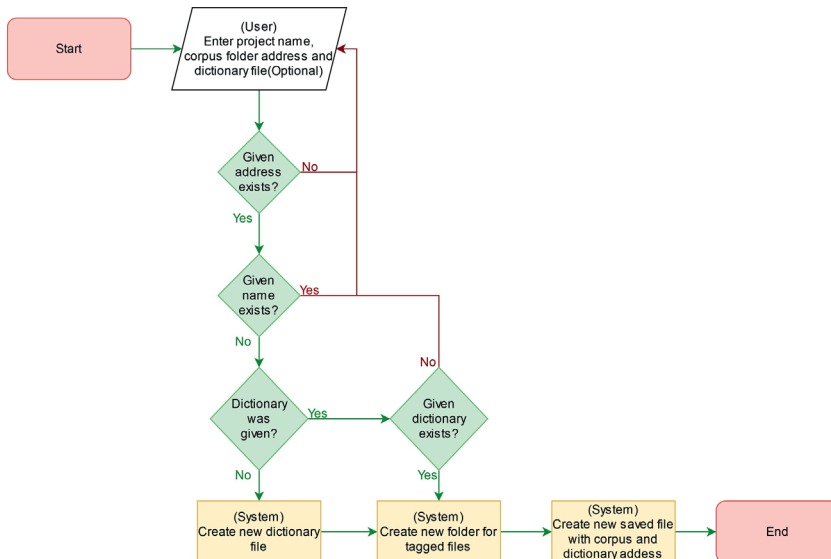 Start
(User)
Enter project name,
corpus folder address and
dictionary file(Optional)
Given
address
exists?
No
Yes
Given
name
exists?
Yes
No
No
Dictionary
was
given?
Yes
Given
dictionary
exists?
No
Yes
(System)
Create new dictionary
file
(System)
Create new folder for
tagged files
(System)
Create new saved file
with corpus and
dictionary addess
End